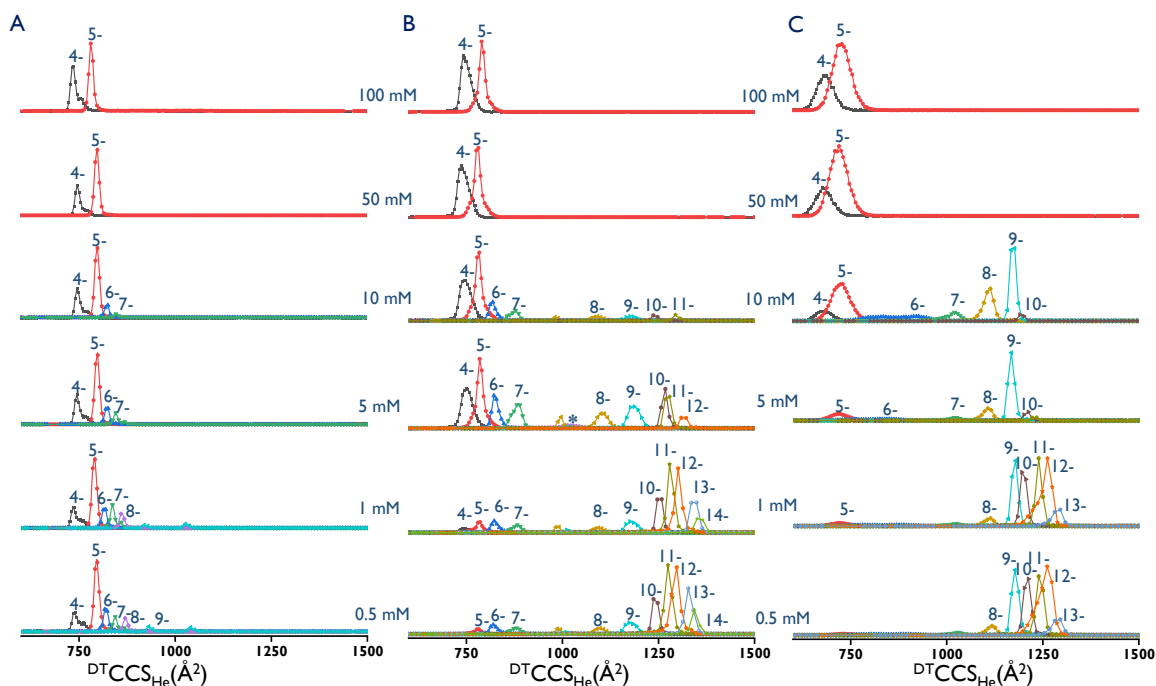 A B C
5- 5- 5-
4- 4- 4-
100 mM 100 mM
5- 5- 5-
4- 4- 4-
50 mM 50 mM
5- 5- 9-
4- 6- 7- 10 mM 4- 6- 7- 8- 9- 10- 11- 10 mM 4- 5- 6- 7- 8- 10-
5- 5- 9-
4- 6- 7- 5 mM 4- 6- 7- * 8- 9- 10- 11- 12- 5 mM 5- 6- 7- 8- 10-
5- 11- 11-
4- 6- 7- 8- 1 mM 4- 5- 6- 7- 8- 9- 10- 12- 13- 14- 1 mM 5- 8- 9- 10- 12- 13-
5- 11- 11-
4- 6- 7- 8- 9- 0.5 mM 5- 6- 7- 8- 9- 10- 12- 13- 14- 0.5 mM 8- 9- 10- 12- 13-
750 1000 1250 1500 750 1000 1250 1500 750 1000 1250 1500
DTCCSHe(Å2) DTCCSHe(Å2) DTCCSHe(Å2)